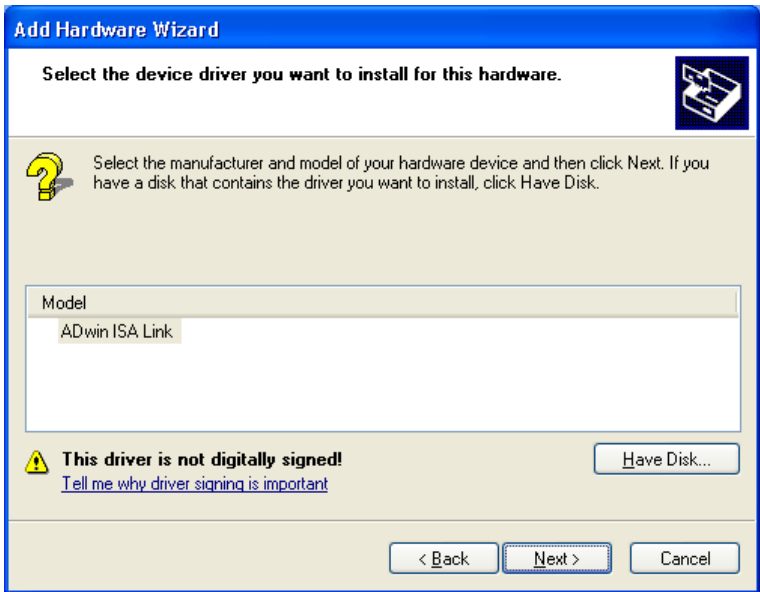 Add Hardware Wizard
Select the device driver you want to install for this hardware.
Select the manufacturer and model of your hardware device and then click Next. If you
have a disk that contains the driver you want to install, click Have Disk.
Model
ADwin ISA Link
This driver is not digitally signed!
Have Disk...
Tell me why driver signing is important
< Back
Next >
Cancel